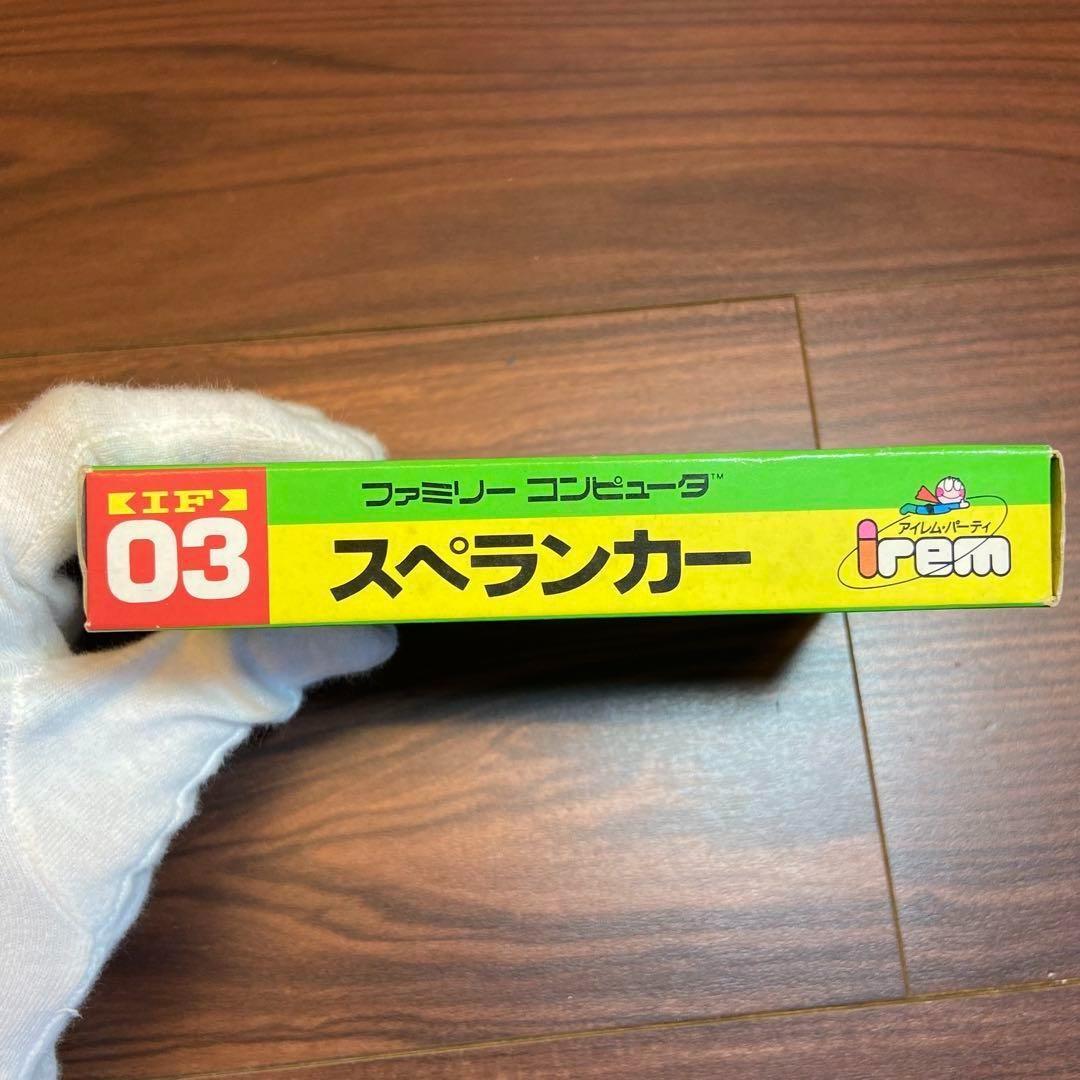 IF
03
ファミリー コンピュータ™
スペランカー
アイレム・パーティ
irem